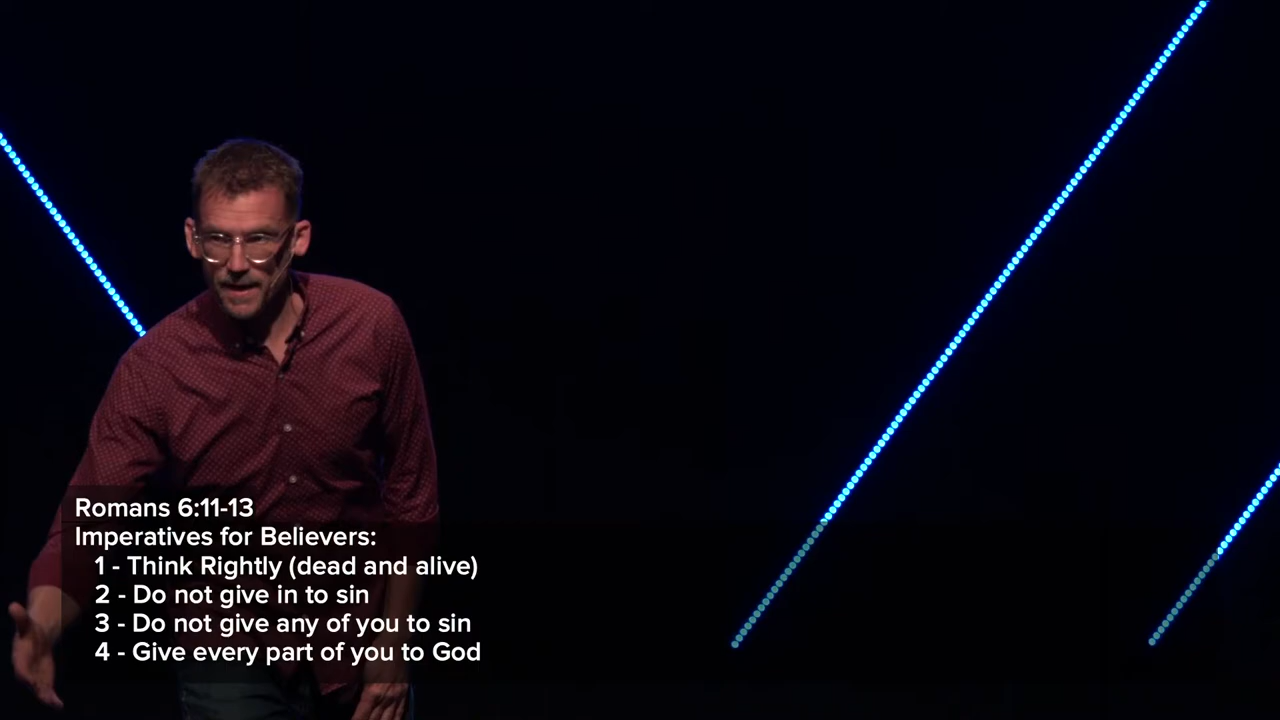 Romans 6:11-13
Imperatives for Believers:
1 - Think Rightly (dead and alive)
2 - Do not give in to sin
3 - Do not give any of you to sin
4 - Give every part of you to God